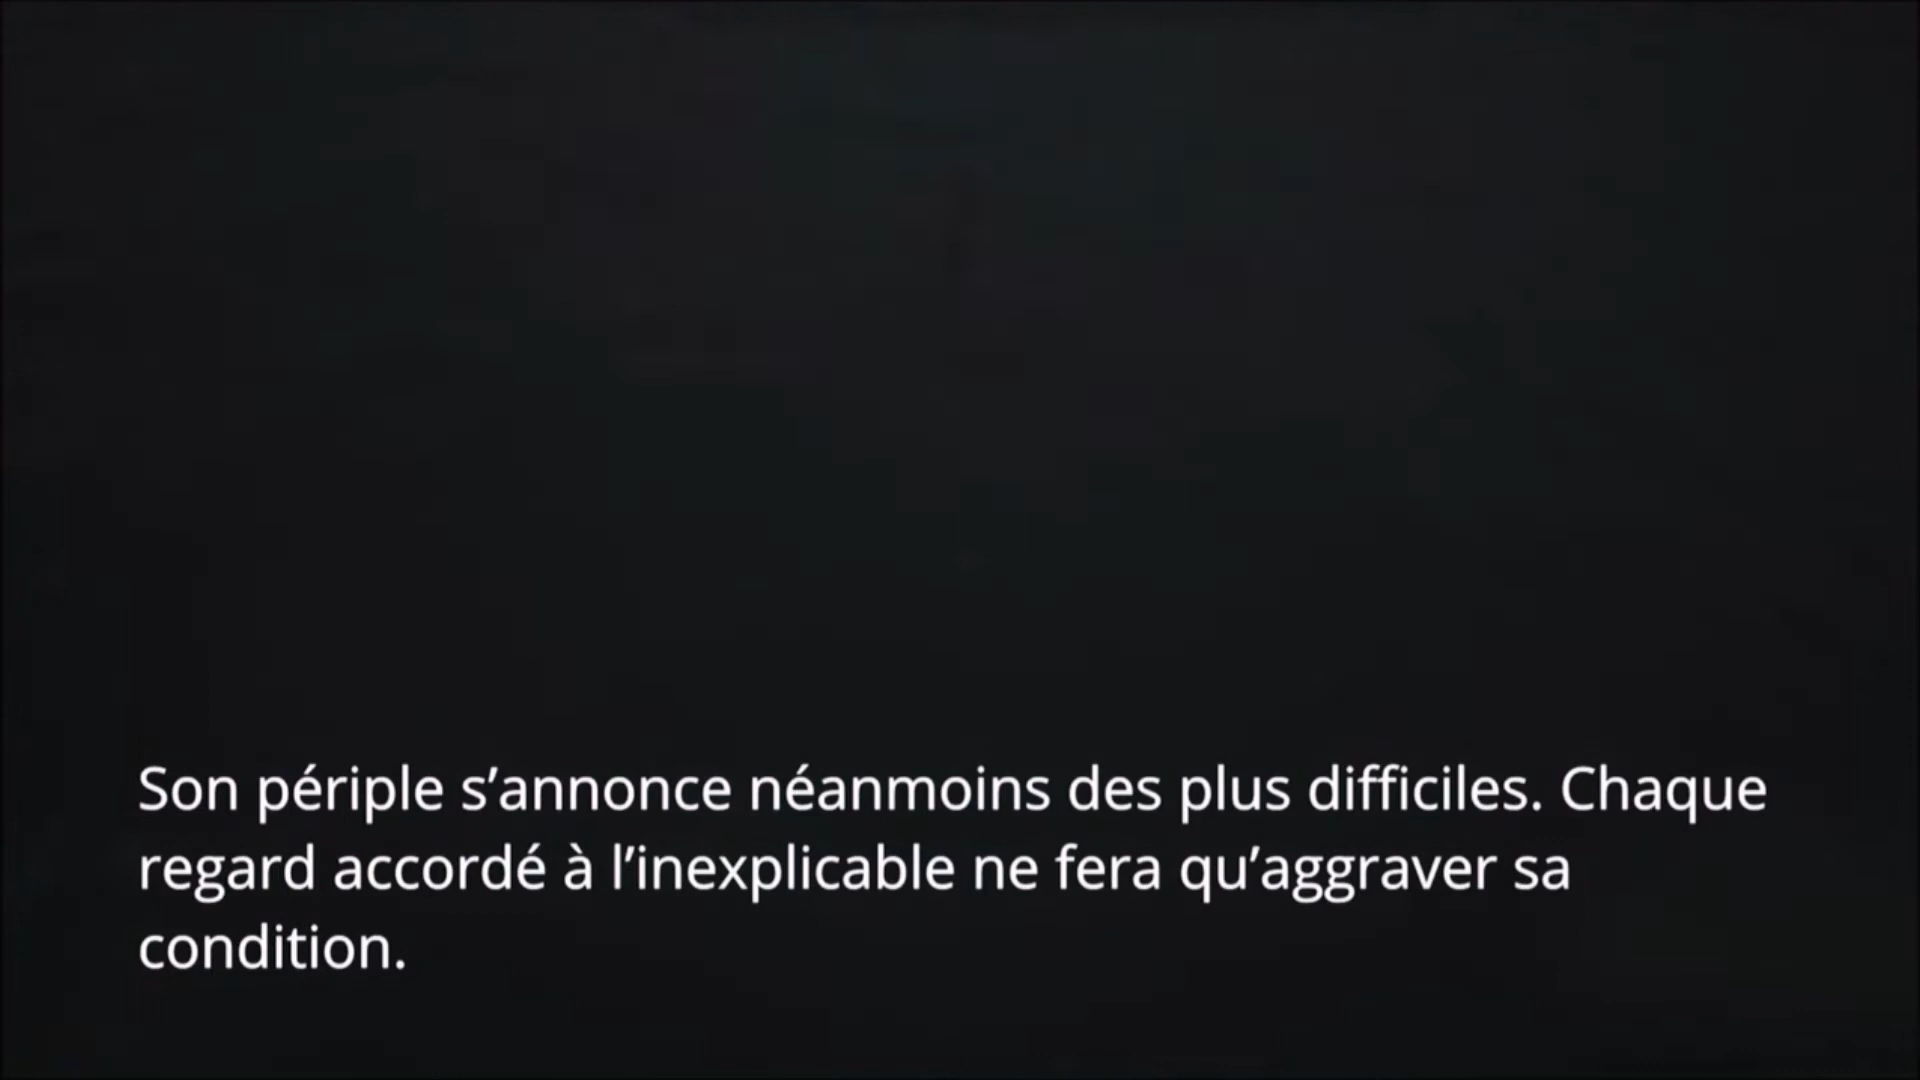 Son périple s’annonce néanmoins des plus difficiles. Chaque
regard accordé à l’inexplicable ne fera qu’aggraver sa
condition.